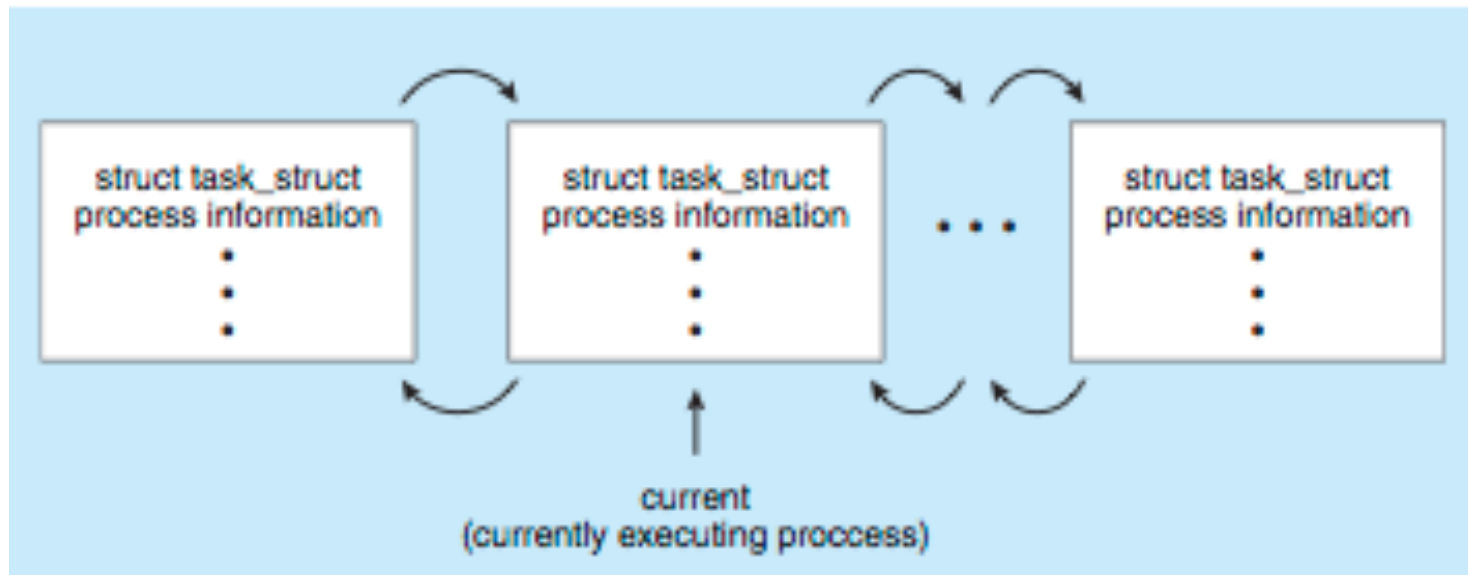 struct task_struct
process information
struct task_struct
process information
struct task_struct
process information
current
(currently executing proccess)